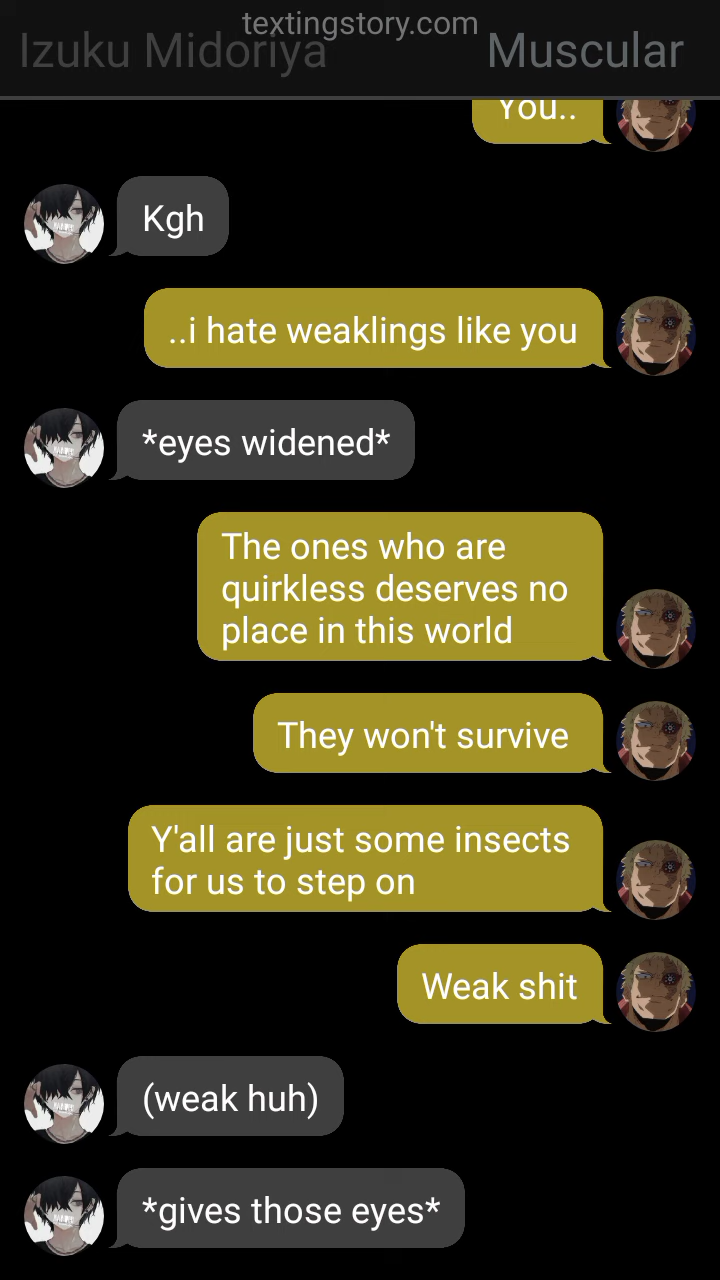 textingstory.com
Izuku Midoriya
Muscular
You..
Kgh
..i hate weaklings like you
*eyes widened*
The ones who are
quirkless deserves no
place in this world
They won't survive
Y'all are just some insects
for us to step on
Weak shit
(weak huh)
*gives those eyes*